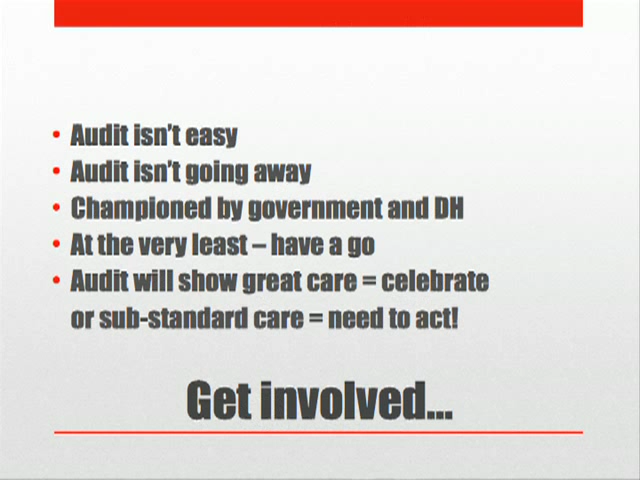 • Audit isn't easy
• Audit isn't going away
• Championed by government and DH
• At the very least – have a go
• Audit will show great care = celebrate
or sub-standard care = need to act!
Get involved...